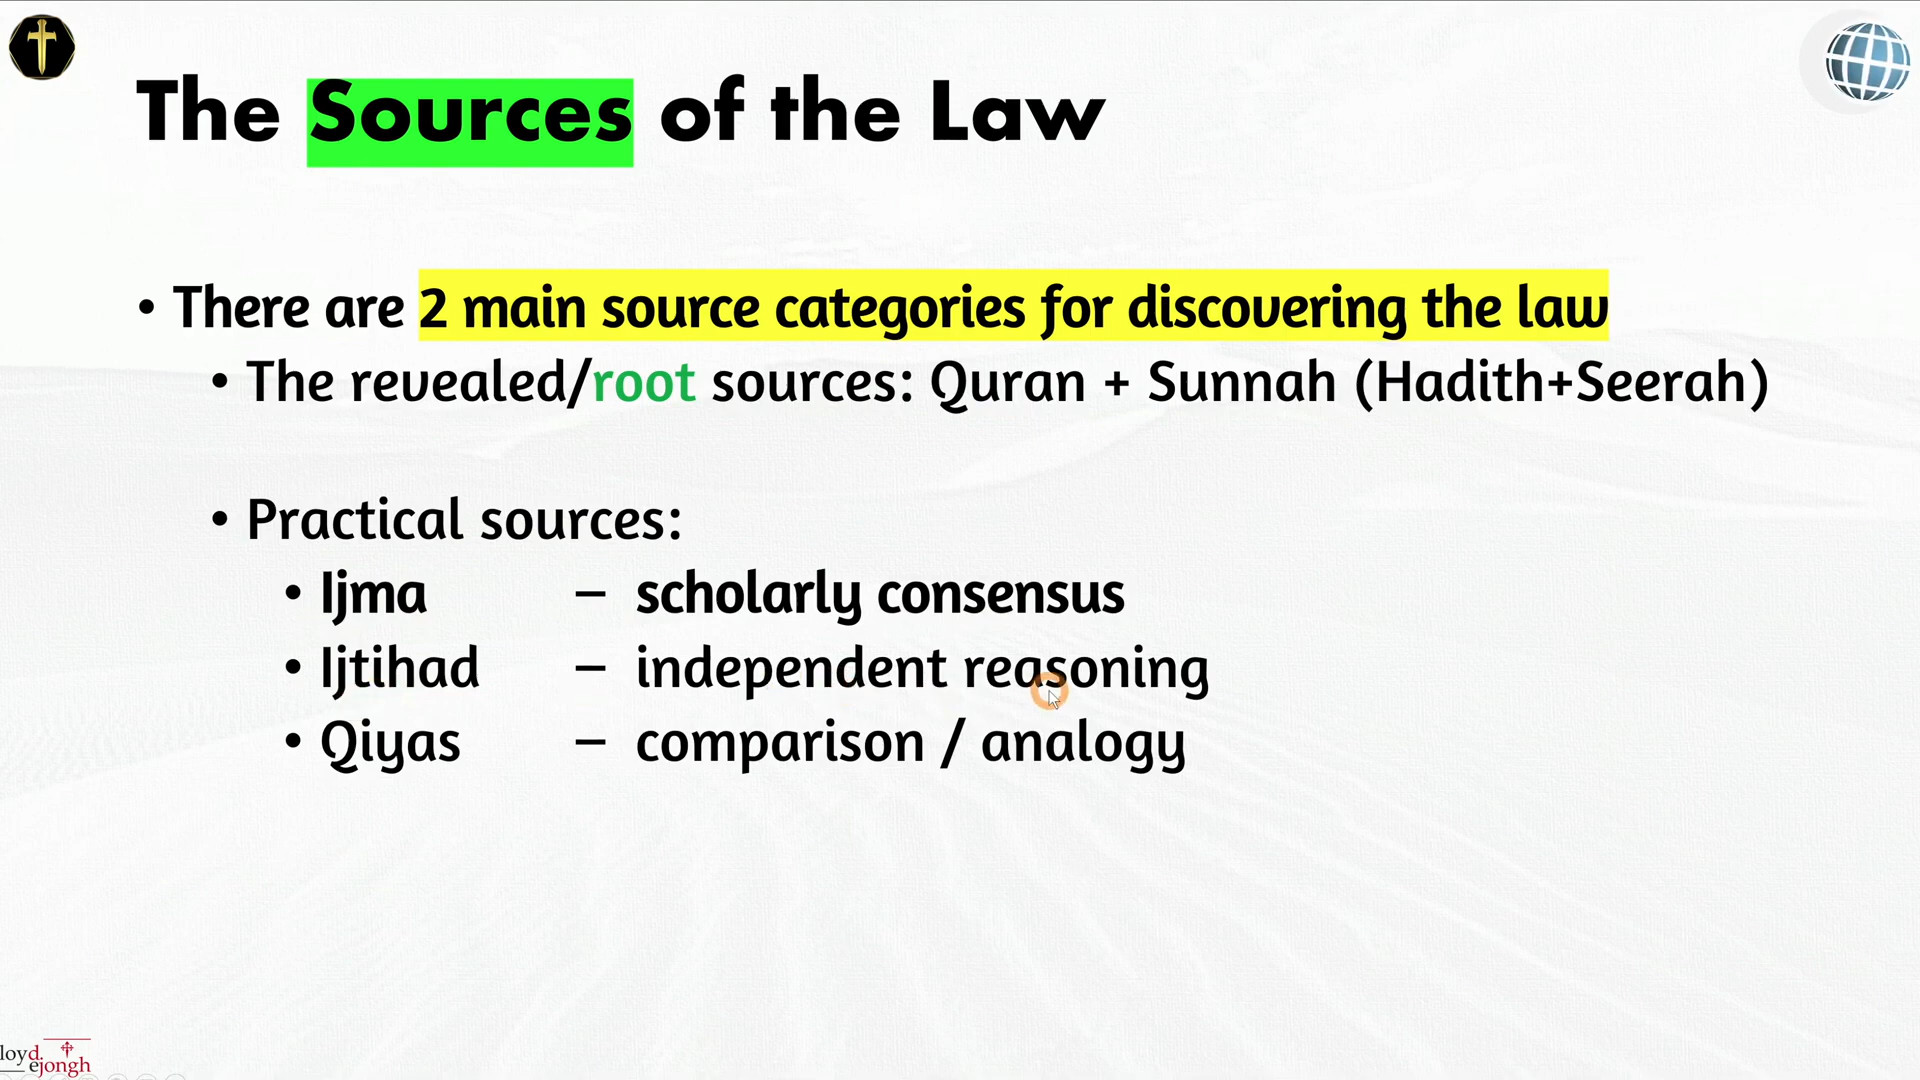 The Sources of the Law
• There are 2 main source categories for discovering the law
• The revealed/root sources: Quran + Sunnah (Hadith+Seerah)
• Practical sources:
• Ijma – scholarly consensus
• Ijtihad – independent reasoning
• Qiyas – comparison / analogy
loyd.
ejongh